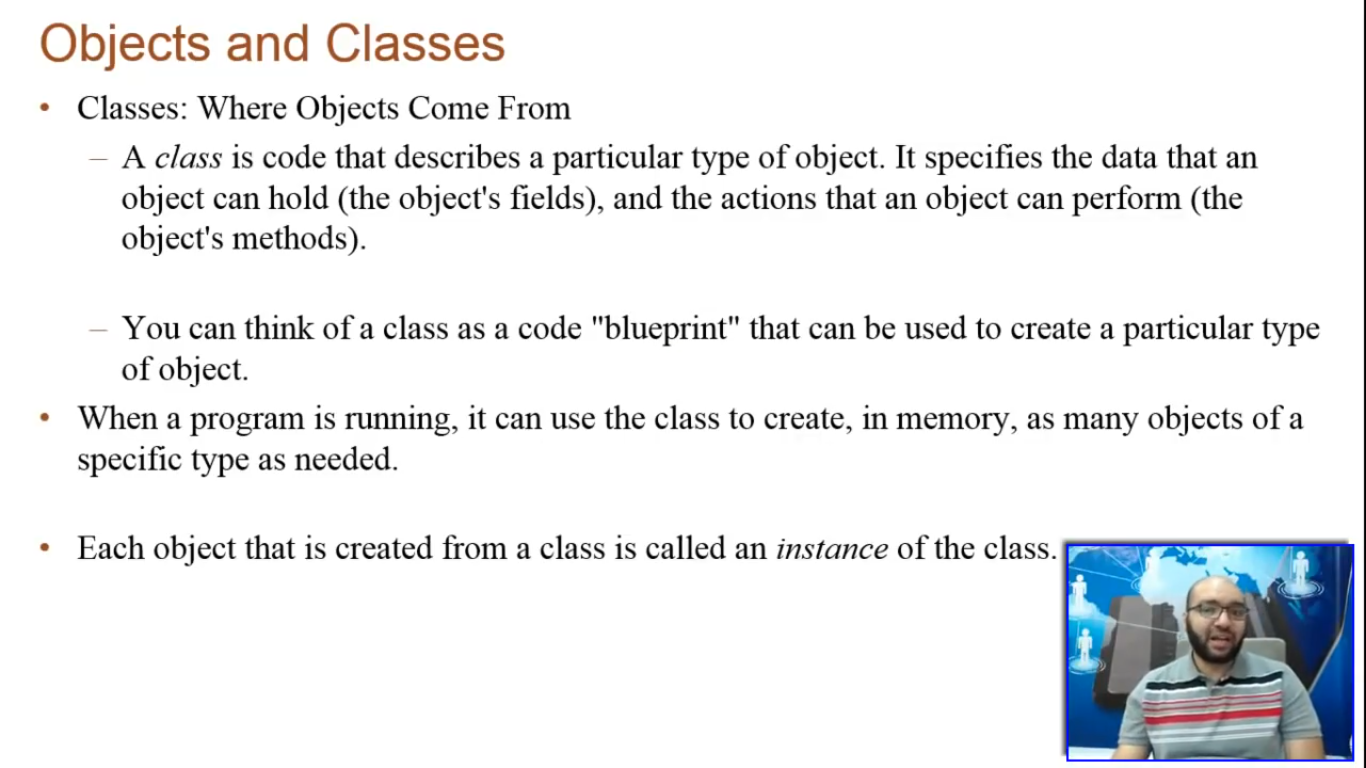 Objects and Classes
• Classes: Where Objects Come From
– A class is code that describes a particular type of object. It specifies the data that an
object can hold (the object's fields), and the actions that an object can perform (the
object's methods).
– You can think of a class as a code "blueprint" that can be used to create a particular type
of object.
• When a program is running, it can use the class to create, in memory, as many objects of a
specific type as needed.
• Each object that is created from a class is called an instance of the class.